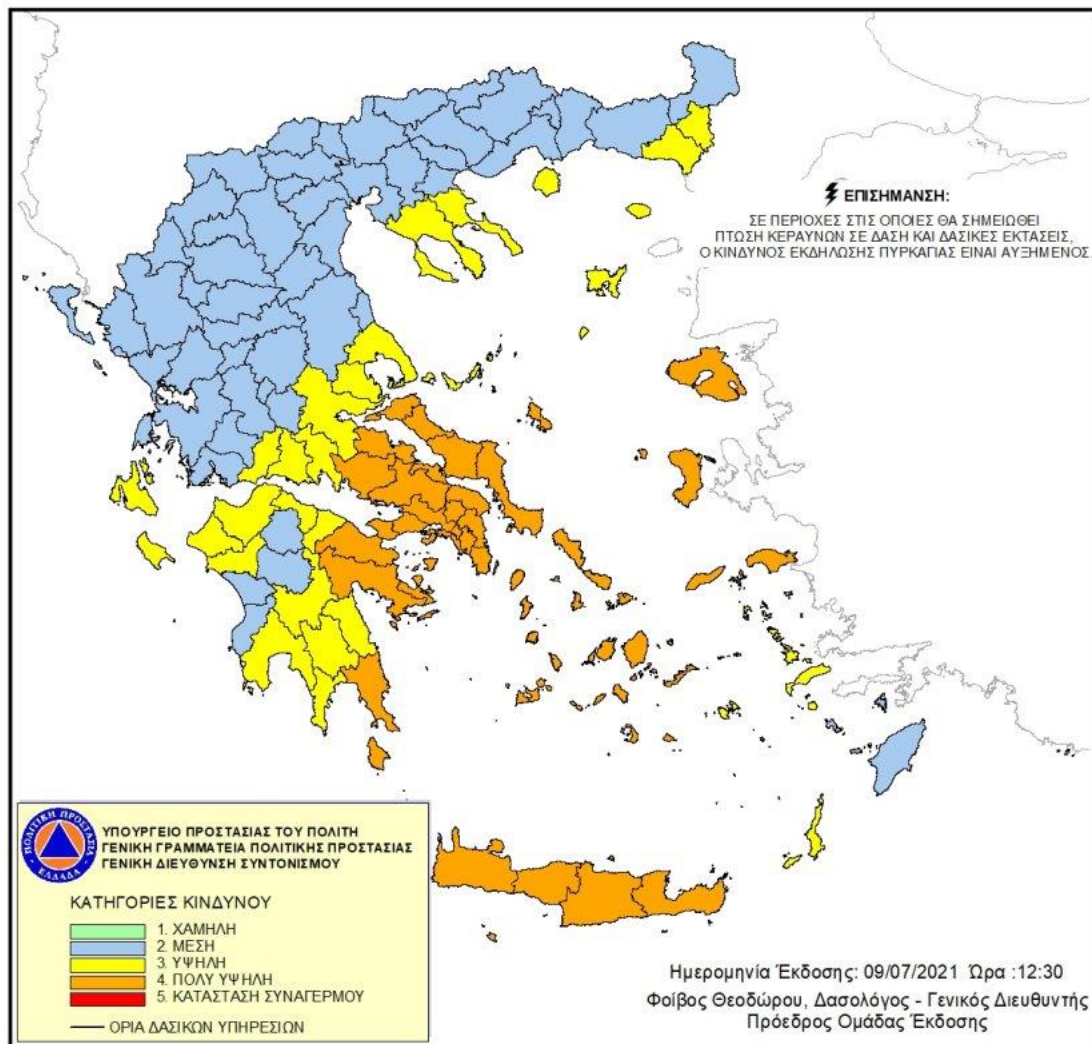 ΕΠΙΣΗΜΑΝΣΗ:
ΣΕ ΠΕΡΙΟΧΕΣ ΣΤΙΣ ΟΠΟΙΕΣ ΘΑ ΣΗΜΕΙΩΘΕΙ
ΠΤΩΣΗ ΚΕΡΑΥΝΩΝ ΣΕ ΔΑΣΗ ΚΑΙ ΔΑΣΙΚΕΣ ΕΚΤΑΣΕΙΣ,
Ο ΚΙΝΔΥΝΟΣ ΕΚΔΗΛΩΣΗΣ ΠΥΡΚΑΓΙΑΣ ΕΙΝΑΙ ΑΥΞΗΜΕΝΟΣ.
ΠΟΛΙΤΙΚΗ ΠΡΟΣΤΑΣΙΑ
ΕΛΛΑΔΑ
ΥΠΟΥΡΓΕΙΟ ΠΡΟΣΤΑΣΙΑΣ ΤΟΥ ΠΟΛΙΤΗ
ΓΕΝΙΚΗ ΓΡΑΜΜΑΤΕΙΑ ΠΟΛΙΤΙΚΗΣ ΠΡΟΣΤΑΣΙΑΣ
ΓΕΝΙΚΗ ΔΙΕΥΘΥΝΣΗ ΣΥΝΤΟΝΙΣΜΟΥ
ΚΑΤΗΓΟΡΙΕΣ ΚΙΝΔΥΝΟΥ
1. ΧΑΜΗΛΗ
2. ΜΕΣΗ
3. ΥΨΗΛΗ
4. ΠΟΛΥ ΥΨΗΛΗ
5. ΚΑΤΑΣΤΑΣΗ ΣΥΝΑΓΕΡΜΟΥ
ΟΡΙΑ ΔΑΣΙΚΩΝ ΥΠΗΡΕΣΙΩΝ
Ημερομηνία Έκδοσης: 09/07/2021 Ώρα :12:30
Φοίβος Θεοδώρου, Δασολόγος - Γενικός Διευθυντής
Πρόεδρος Ομάδας Έκδοσης